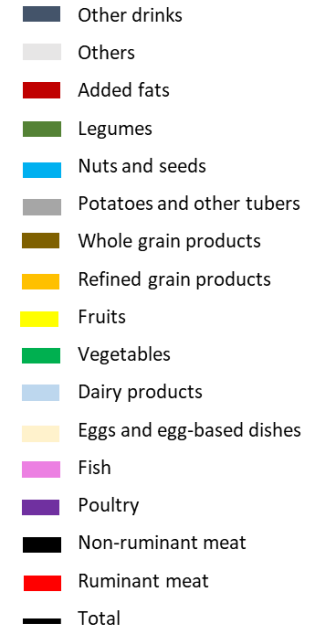 Other drinks
Others
Added fats
Legumes
Nuts and seeds
Potatoes and other tubers
Whole grain products
Refined grain products
Fruits
Vegetables
Dairy products
Eggs and egg-based dishes
Fish
Poultry
Non-ruminant meat
Ruminant meat
Total